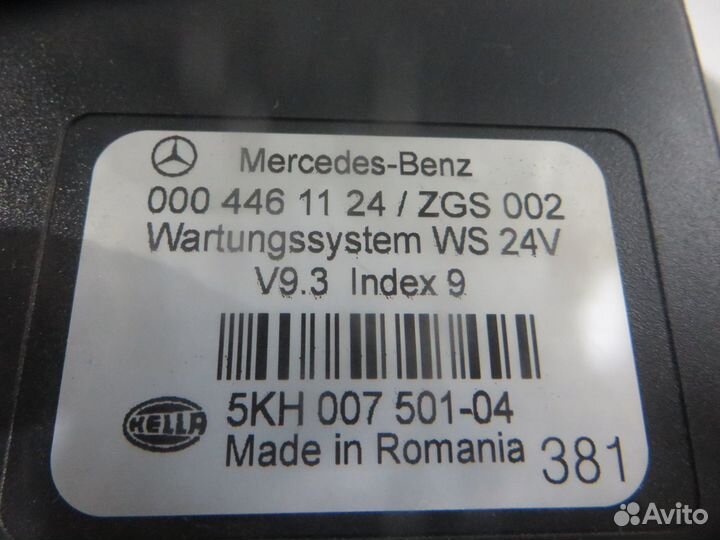 Mercedes-Benz
000 446 11 24 / ZGS 002
Wartungssystem WS 24V
V9.3 Index 9
HELLA
5KH 007 501-04
Made in Romania 381
Avito